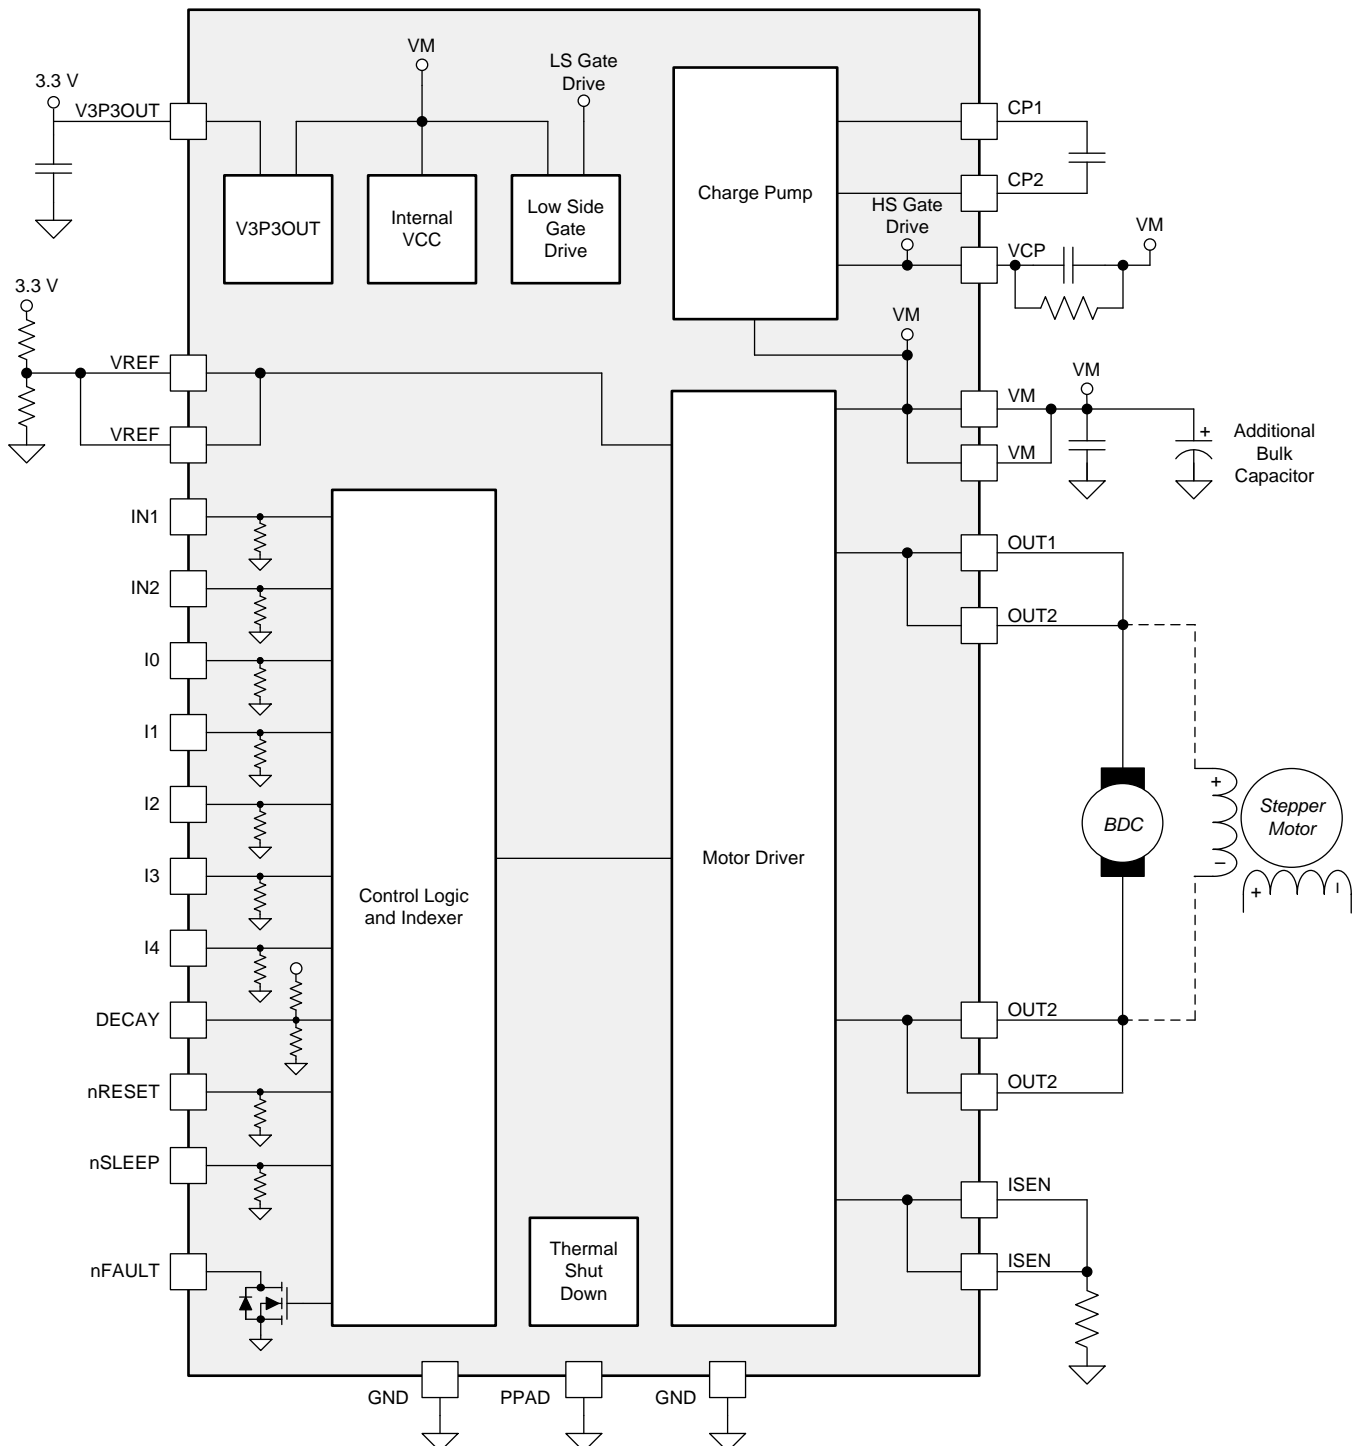 VM
LS Gate
Drive
3.3 V
V3P3OUT
CP1
V3P3OUT
Internal
VCC
Low Side
Gate
Drive
Charge Pump
CP2
HS Gate
Drive
VCP
VM
3.3 V
VM
VREF
VM
VM
VREF
VM
Additional
Bulk
Capacitor
+
IN1
OUT1
IN2
OUT2
I0
I1
I2
BDC
+
−
Stepper
Motor
+
−
Motor Driver
I3
Control Logic
and Indexer
I4
DECAY
OUT2
nRESET
OUT2
nSLEEP
ISEN
nFAULT
Thermal
Shut
Down
ISEN
GND
PPAD
GND